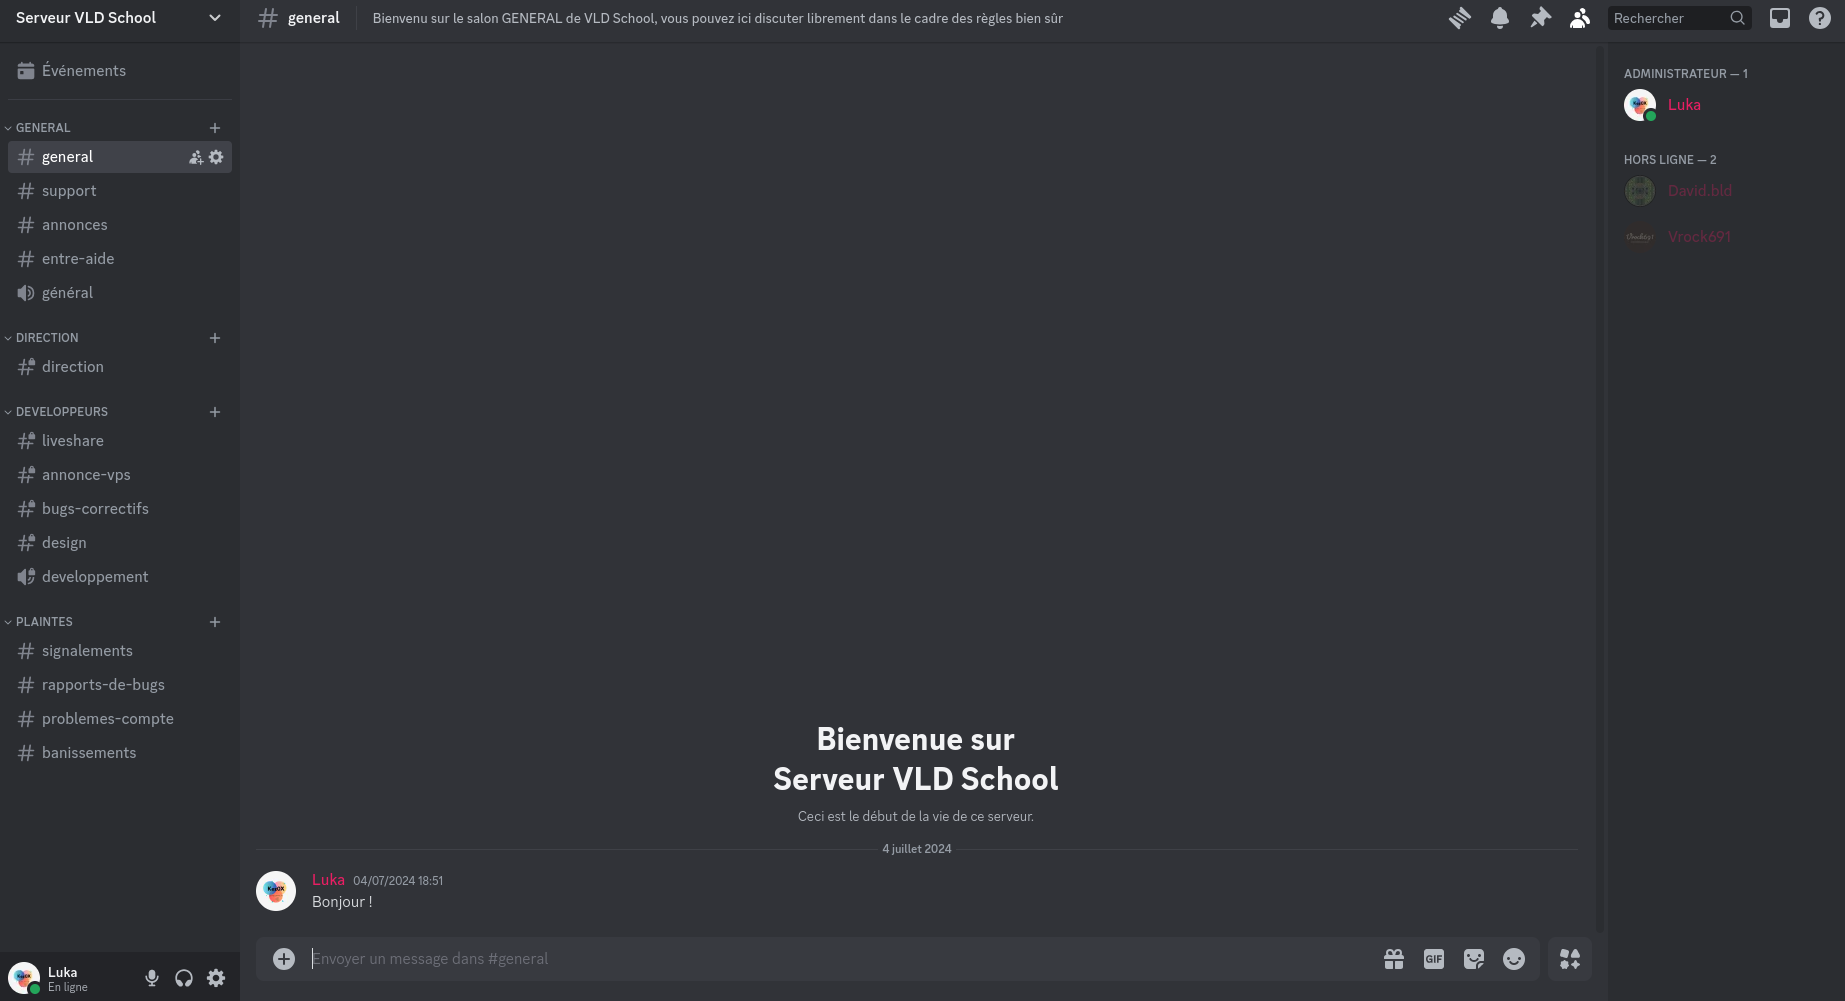 Serveur VLD School
Événements
GENERAL
general
support
annonces
entre-aide
général
DIRECTION
direction
DEVELOPPEURS
liveshare
annonce-vps
bugs-correctifs
design
developpement
PLAINTES
signalements
rapports-de-bugs
problemes-compte
banissements
Luka
En ligne
general
Bienvenu sur le salon GENERAL de VLD School, vous pouvez ici discuter librement dans le cadre des règles bien sûr
Rechercher
Bienvenue sur
Serveur VLD School
Ceci est le début de la vie de ce serveur.
4 juillet 2024
Luka 04/07/2024 18:51
Bonjour !
Envoyer un message dans #general
GIF
ADMINISTRATEUR — 1
Luka
HORS LIGNE — 2
David.bld
Vrock691